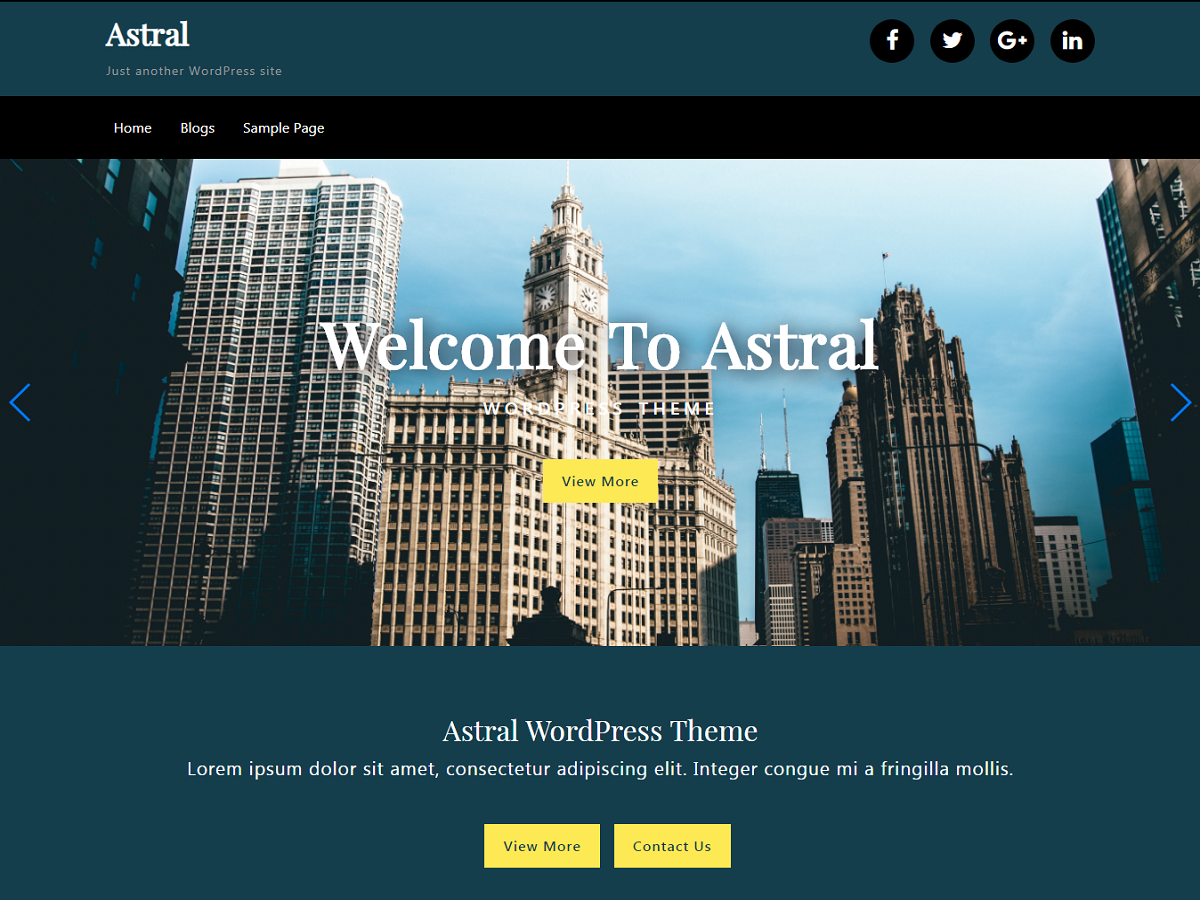 Astral
Just another WordPress site
Home Blogs Sample Page
Welcome To Astral
WORDPRESS THEME
View More
Astral WordPress Theme
Lorem ipsum dolor sit amet, consectetur adipiscing elit. Integer congue mi a fringilla mollis.
View More Contact Us